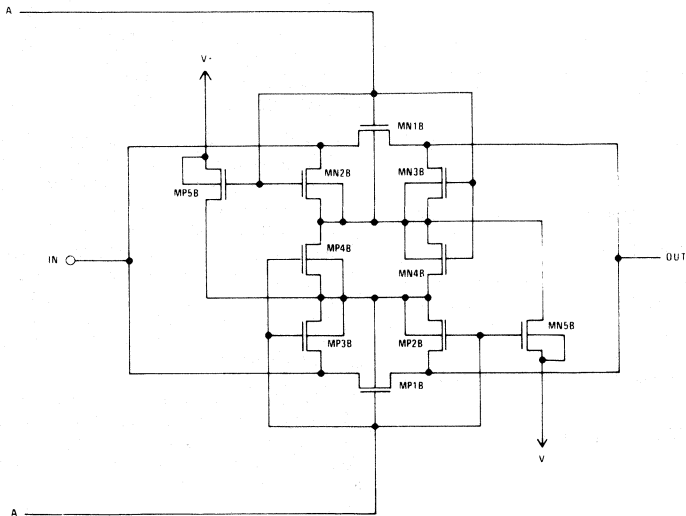 A
V-
MN1B
MP5B
MN2B
MN3B
MP4B
IN
MN4B
OUT
MN5B
MP3B
MP2B
MP1B
V
A